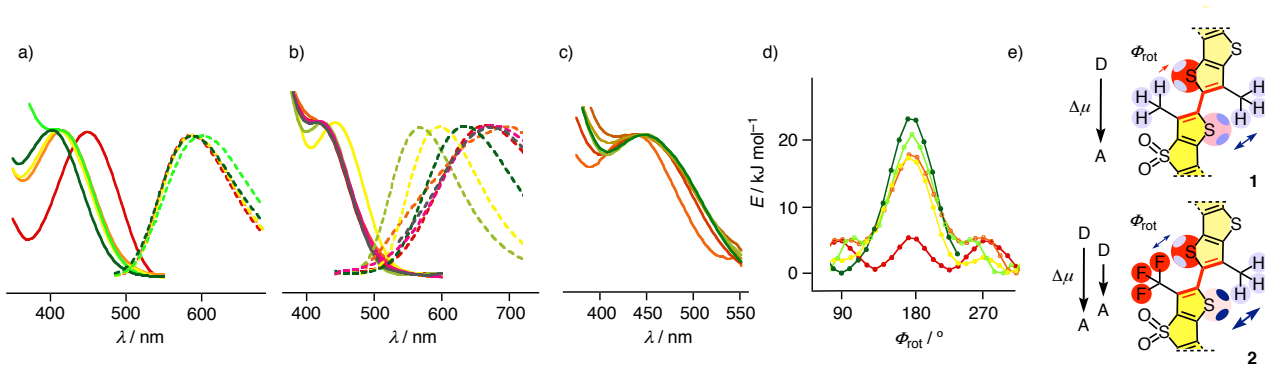 a)
400
500
600
λ / nm
b)
400
500
600
700
λ / nm
c)
400
450
500
550
λ / nm
d)
E / kJ mol⁻¹
20
10
0
90
180
270
Φrot / º
e)
D
Δμ
A
Φrot
S
S
H
H
H
H
H
H
S
S
O
O
1
D
D
Δμ
A
A
Φrot
S
S
F
F
F
H
H
H
S
S
O
O
2